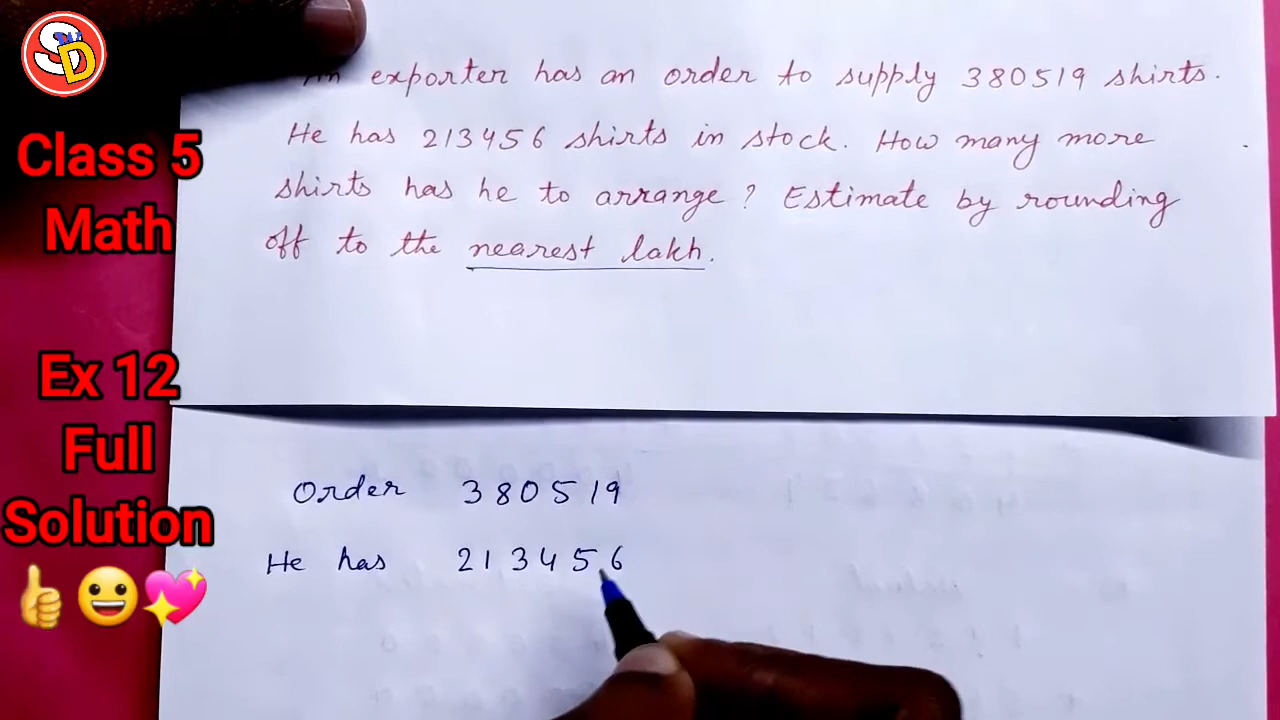 SD
Class 5
Math
Ex 12
Full
Solution
An exporter has an order to supply 380519 shirts.
He has 213456 shirts in stock. How many more
shirts has he to arrange? Estimate by rounding
off to the nearest lakh.
Order 380519
He has 213456